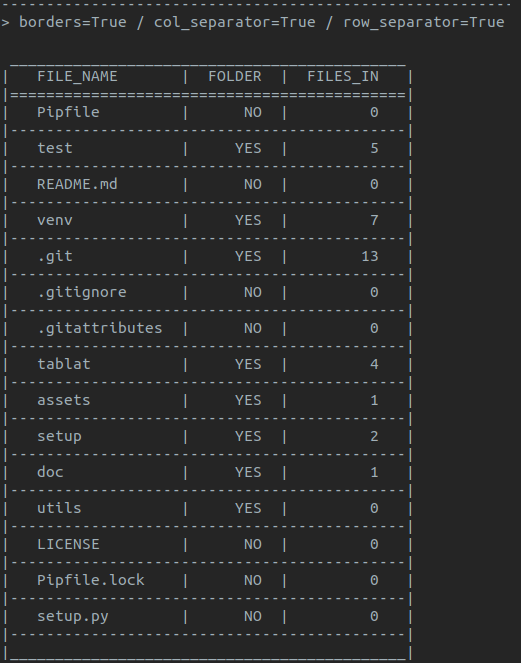 ---------------------------------------------------------
> borders=True / col_separator=True / row_separator=True
 ____________________________________________
|   FILE_NAME       |  FOLDER  |  FILES_IN   |
|============================================|
|   Pipfile         |      NO  |         0   |
|--------------------------------------------|
|   test            |     YES  |         5   |
|--------------------------------------------|
|   README.md       |      NO  |         0   |
|--------------------------------------------|
|   venv            |     YES  |         7   |
|--------------------------------------------|
|   .git            |     YES  |        13   |
|--------------------------------------------|
|   .gitignore      |      NO  |         0   |
|--------------------------------------------|
|   .gitattributes  |      NO  |         0   |
|--------------------------------------------|
|   tablat          |     YES  |         4   |
|--------------------------------------------|
|   assets          |     YES  |         1   |
|--------------------------------------------|
|   setup           |     YES  |         2   |
|--------------------------------------------|
|   doc             |     YES  |         1   |
|--------------------------------------------|
|   utils           |     YES  |         0   |
|--------------------------------------------|
|   LICENSE         |      NO  |         0   |
|--------------------------------------------|
|   Pipfile.lock    |      NO  |         0   |
|--------------------------------------------|
|   setup.py        |      NO  |         0   |
|--------------------------------------------|
|____________________________________________|